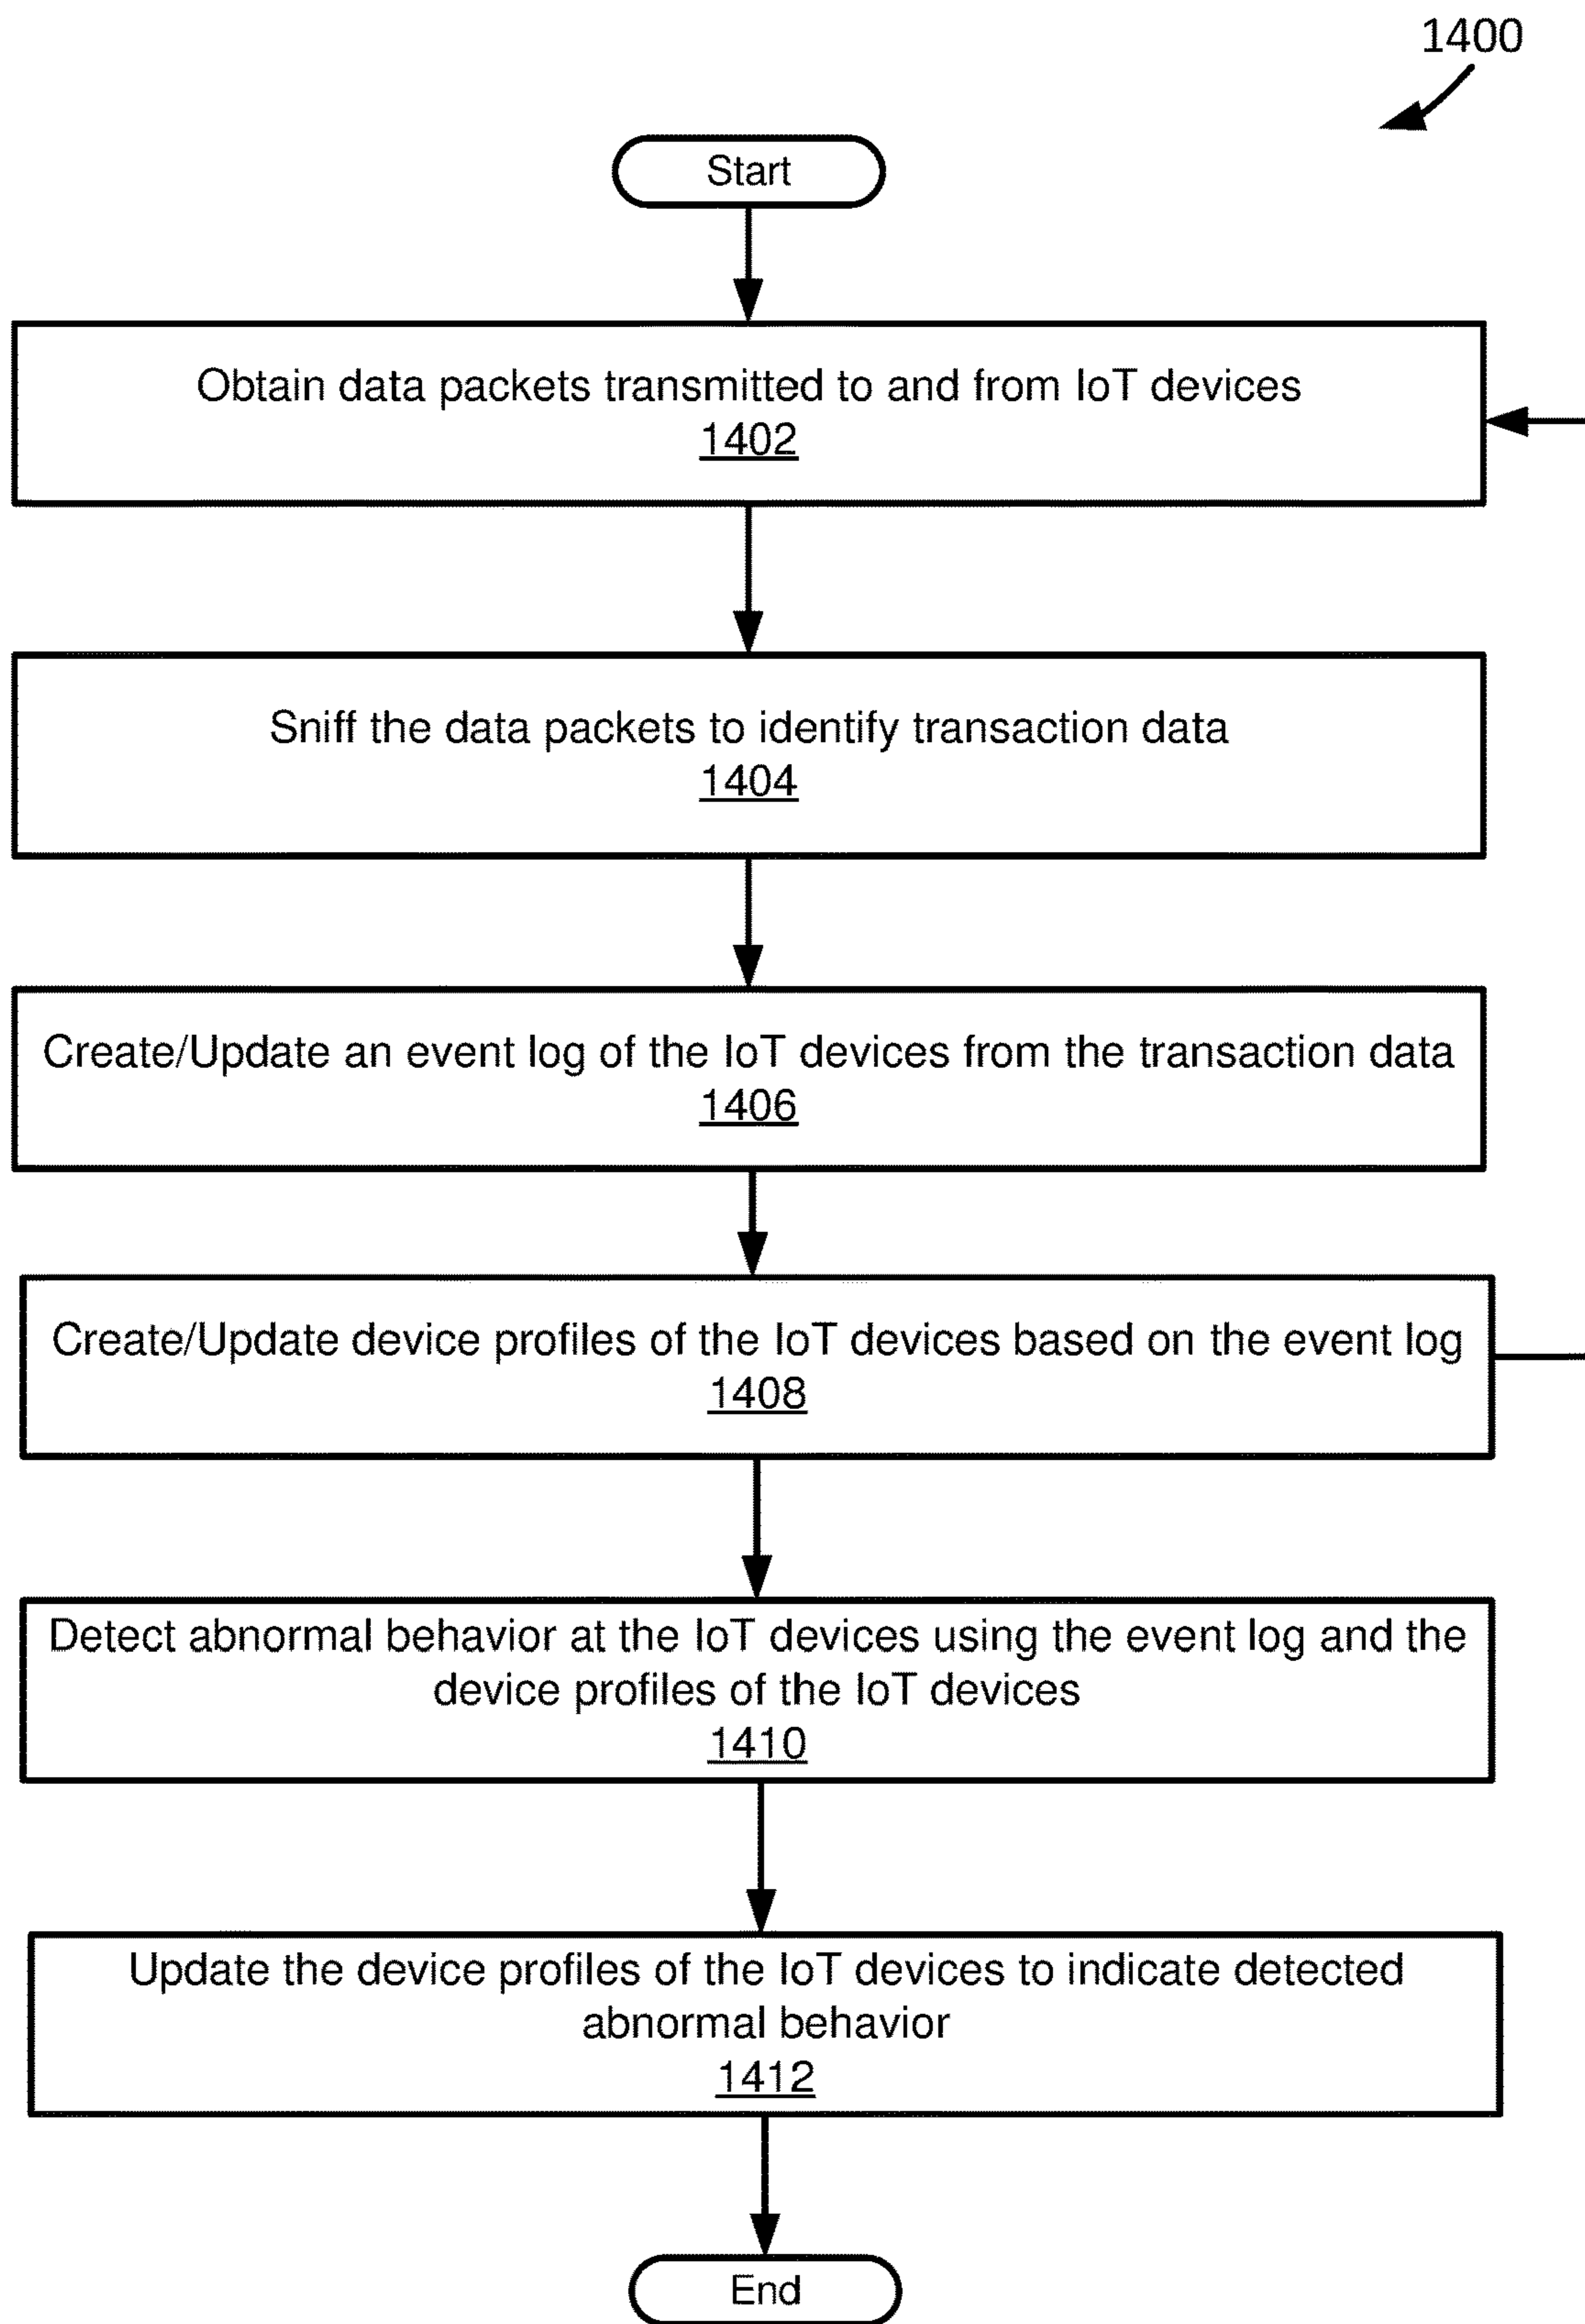 1400
Start
Obtain data packets transmitted to and from IoT devices
1402
Sniff the data packets to identify transaction data
1404
Create/Update an event log of the IoT devices from the transaction data
1406
Create/Update device profiles of the IoT devices based on the event log
1408
Detect abnormal behavior at the IoT devices using the event log and the
device profiles of the IoT devices
1410
Update the device profiles of the IoT devices to indicate detected
abnormal behavior
1412
End